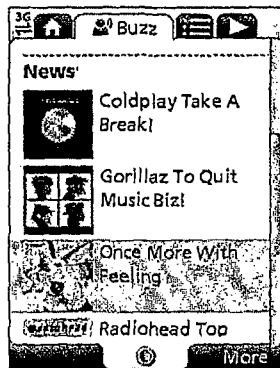 3G
Buzz
News
Coldplay Take A
Break!
Gorillaz To Quit
Music Biz!
Once More With
Feeling
Radiohead Top
More